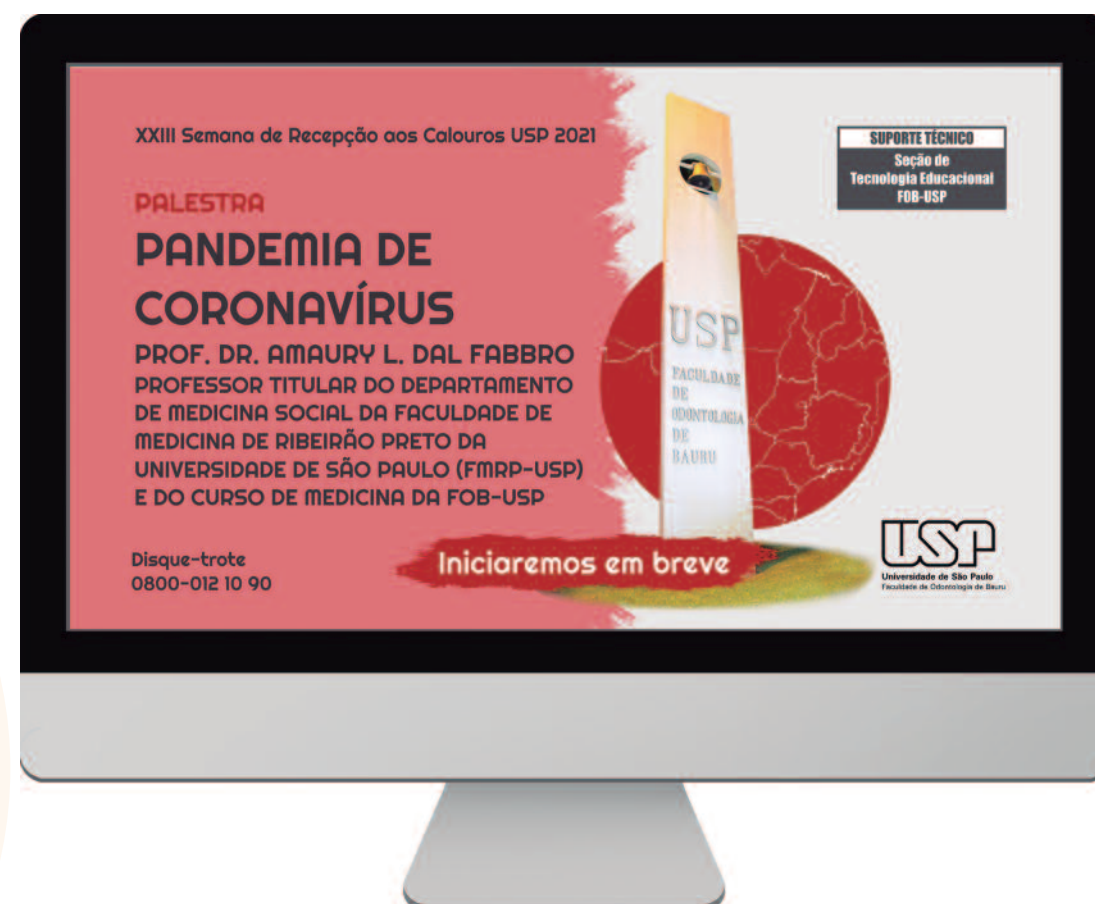 XXIII Semana de Recepção aos Calouros USP 2021
PALESTRA
PANDEMIA DE
CORONAVÍRUS
PROF. DR. AMAURY L. DAL FABBRO
PROFESSOR TITULAR DO DEPARTAMENTO
DE MEDICINA SOCIAL DA FACULDADE DE
MEDICINA DE RIBEIRÃO PRETO DA
UNIVERSIDADE DE SÃO PAULO (FMRP-USP)
E DO CURSO DE MEDICINA DA FOB-USP
Disque-trote
0800-012 10 90
Iniciaremos em breve
USP
FACULDADE
DE
ODONTOLOGIA
DE
BAURU
SUPORTE TÉCNICO
Seção de
Tecnologia Educacional
FOB-USP
USP
Universidade de São Paulo
Faculdade de Odontologia de Bauru